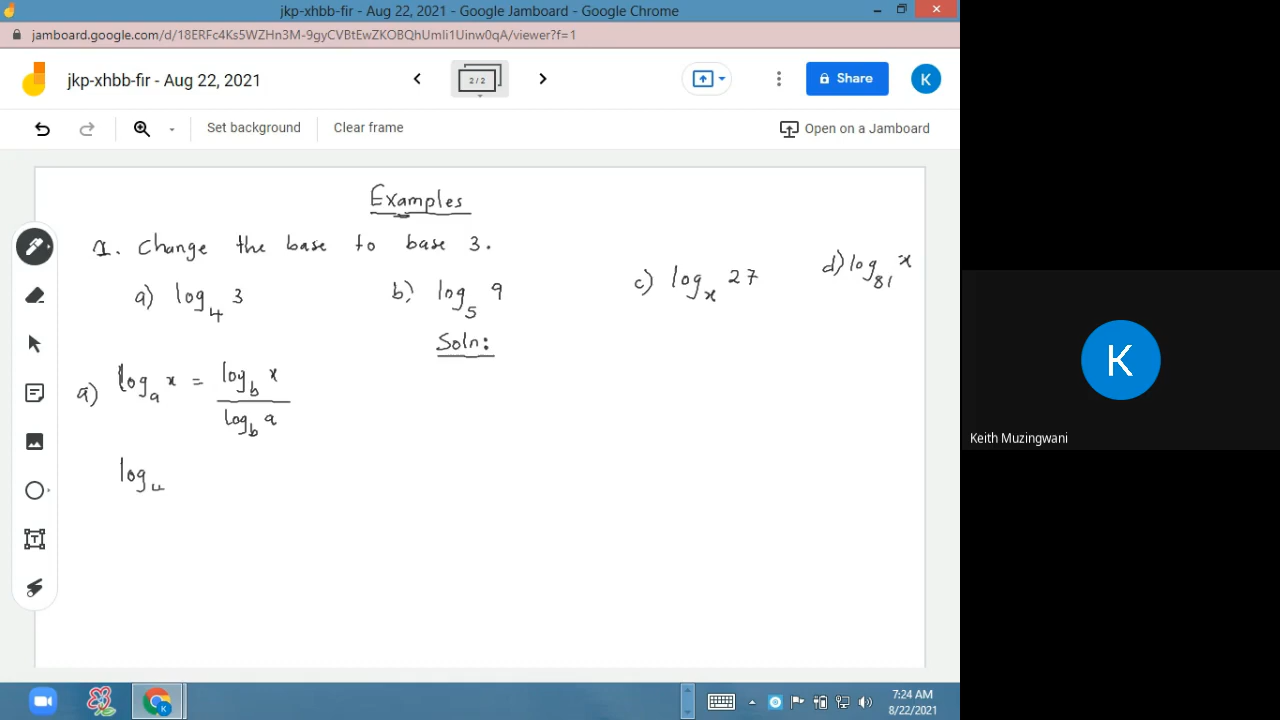 jkp-xhbb-fir - Aug 22, 2021 - Google Jamboard - Google Chrome
jamboard.google.com/d/18ERFc4Ks5WZHn3M-9gyCVBtEwZKOBQhUmli1Uinw0qA/viewer?f=1
jkp-xhbb-fir - Aug 22, 2021
2 / 2
Share
K
Set background
Clear frame
Open on a Jamboard
Examples
1. Change the base to base 3.
a) log₄ 3
b) log₅ 9
c) logₓ 27
d) log₈₁ x
Soln:
a) logₐ x = log_b x / log_b a
log₄
K
Keith Muzingwani
7:24 AM
8/22/2021